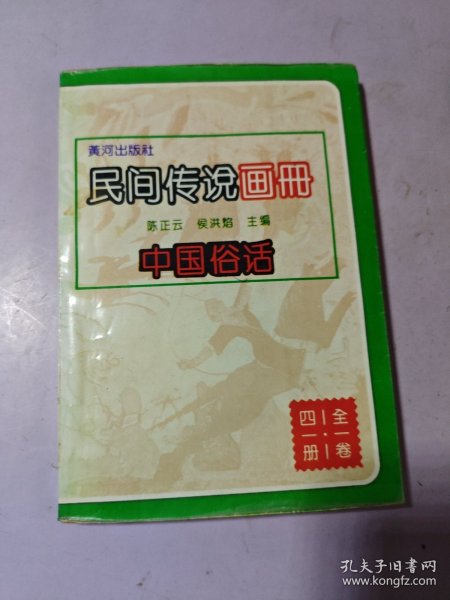 黄河出版社
民间传说画册
陈正云 侯洪焰 主编
中国俗话
全一卷
四册
孔夫子旧书网
www.kongfz.com